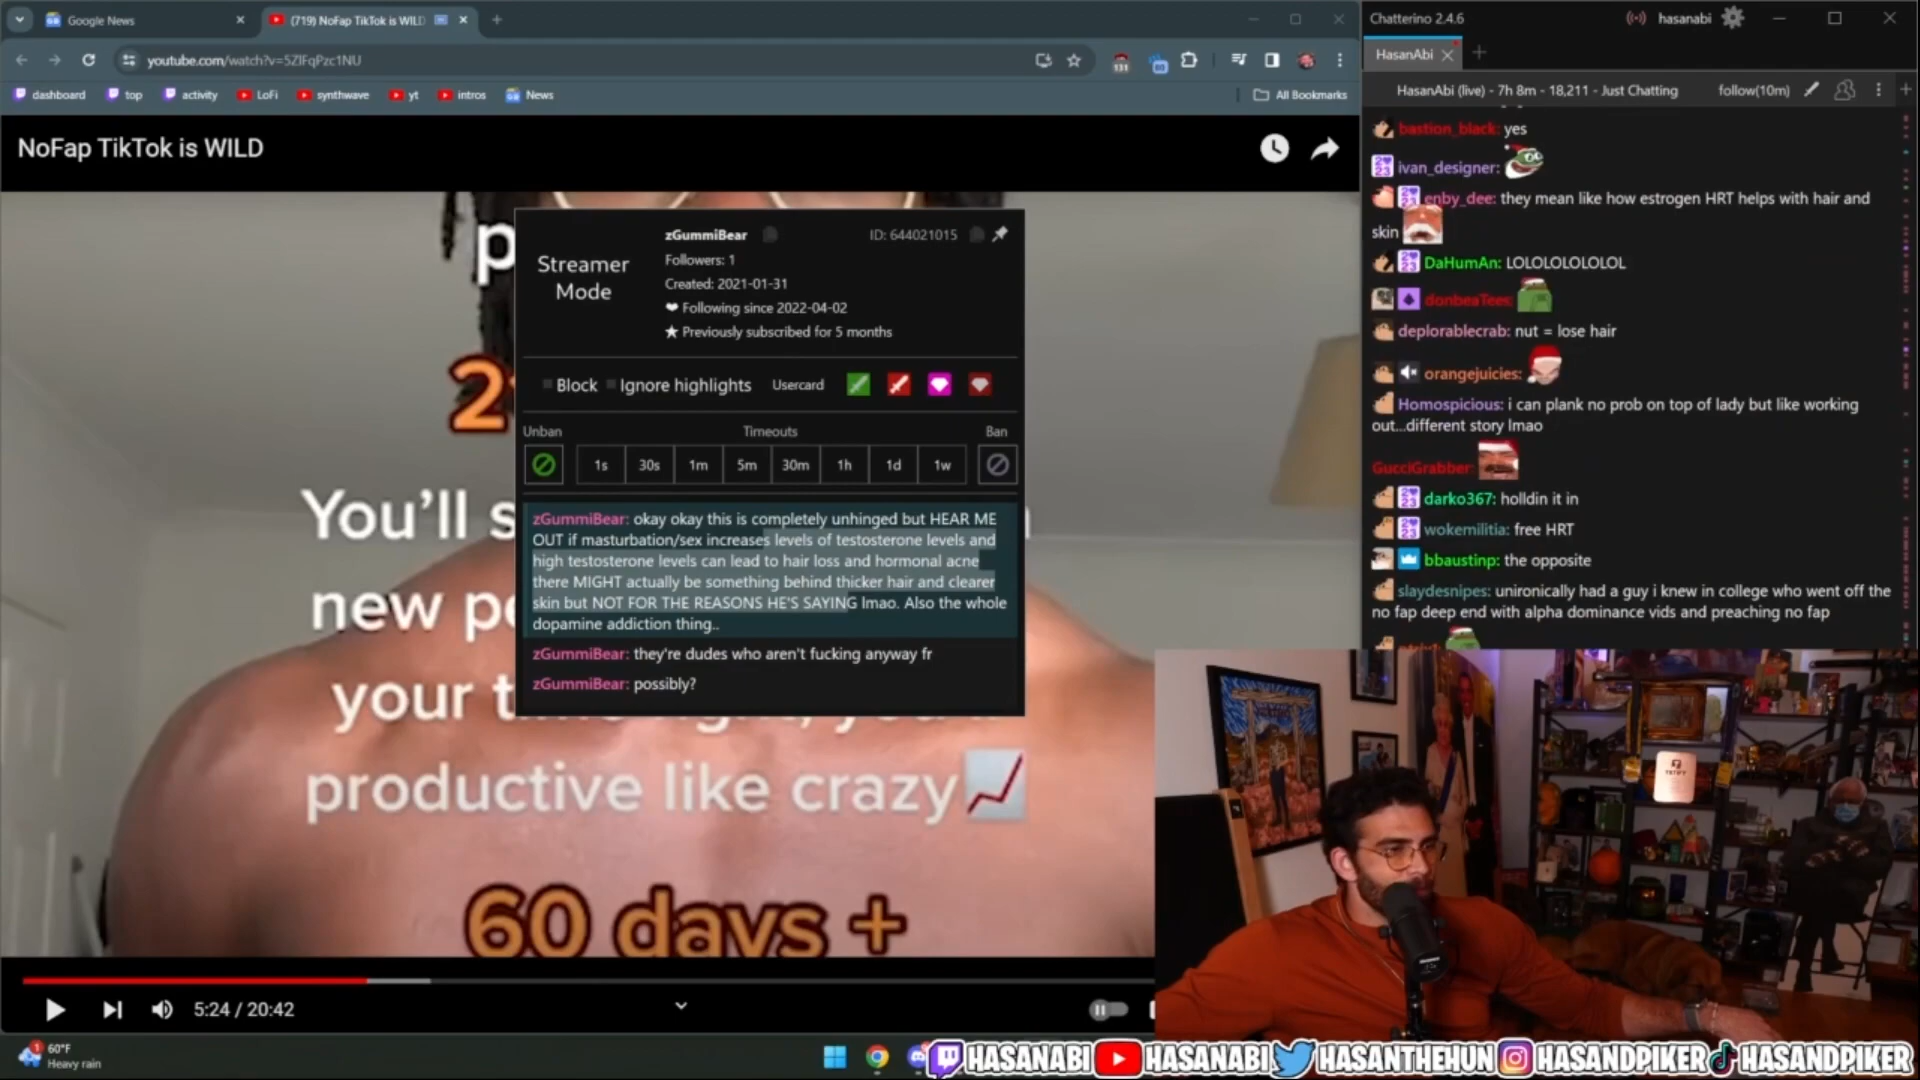 Google News
(719) NoFap TikTok is WILD
youtube.com/watch?v=5ZlFqPzc1NU
131
dashboard
top
activity
LoFi
synthwave
yt
intros
News
All Bookmarks
NoFap TikTok is WILD
p
2
You'll s
new po
your t
productive like crazy
60 days +
Streamer
Mode
zGummiBear
ID: 644021015
Followers: 1
Created: 2021-01-31
Following since 2022-04-02
Previously subscribed for 5 months
Block
Ignore highlights
Usercard
Unban
Timeouts
Ban
1s
30s
1m
5m
30m
1h
1d
1w
zGummiBear: okay okay this is completely unhinged but HEAR ME
OUT if masturbation/sex increases levels of testosterone levels and
high testosterone levels can lead to hair loss and hormonal acne
there MIGHT actually be something behind thicker hair and clearer
skin but NOT FOR THE REASONS HE'S SAYING lmao. Also the whole
dopamine addiction thing..
zGummiBear: they're dudes who aren't fucking anyway fr
zGummiBear: possibly?
5:24 / 20:42
1
60°F
Heavy rain
Chatterino 2.4.6
hasanabi
HasanAbi
HasanAbi (live) - 7h 8m - 18,211 - Just Chatting
follow(10m)
bastion_black: yes
ivan_designer:
enby_dee: they mean like how estrogen HRT helps with hair and
skin
DaHumAn: LOLOLOLOLOLOL
donbeaTees:
deplorablecrab: nut = lose hair
orangejuicies:
Homospicious: i can plank no prob on top of lady but like working
out...different story lmao
GucciGrabber:
darko367: holldin it in
wokemilitia: free HRT
bbaustinp: the opposite
slaydesnipes: unironically had a guy i knew in college who went off the
no fap deep end with alpha dominance vids and preaching no fap
HASANABI
HASANABI
HASANTHEHUN
HASANDPIKER
HASANDPIKER